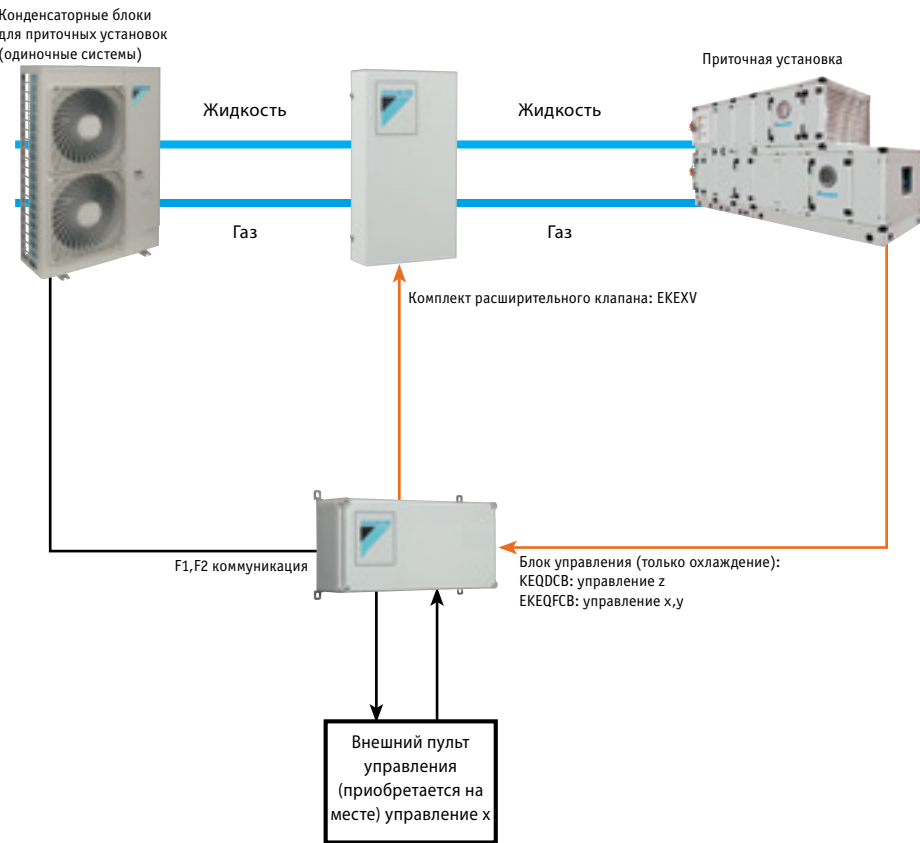 Конденсаторные блоки
для приточных установок
(одиночные системы)
Приточная установка
Жидкость
Жидкость
Газ
Газ
Комплект расширительного клапана: EKEXV
F1,F2 коммуникация
Блок управления (только охлаждение):
KEQDCB: управление z
EKEQFCB: управление x,y
Внешний пульт
управления
(приобретается на
месте) управление x